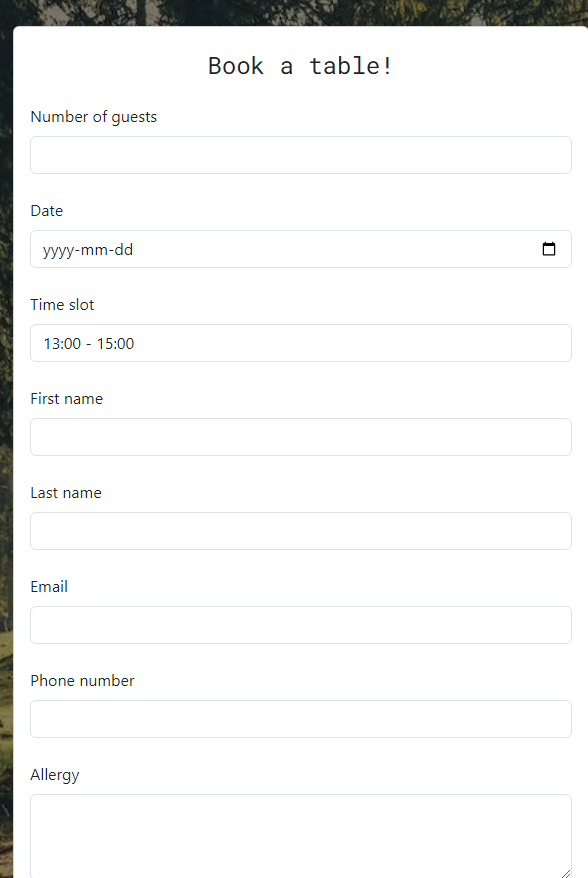 Book a table!
Number of guests
Date
yyyy-mm-dd
Time slot
13:00 - 15:00
First name
Last name
Email
Phone number
Allergy